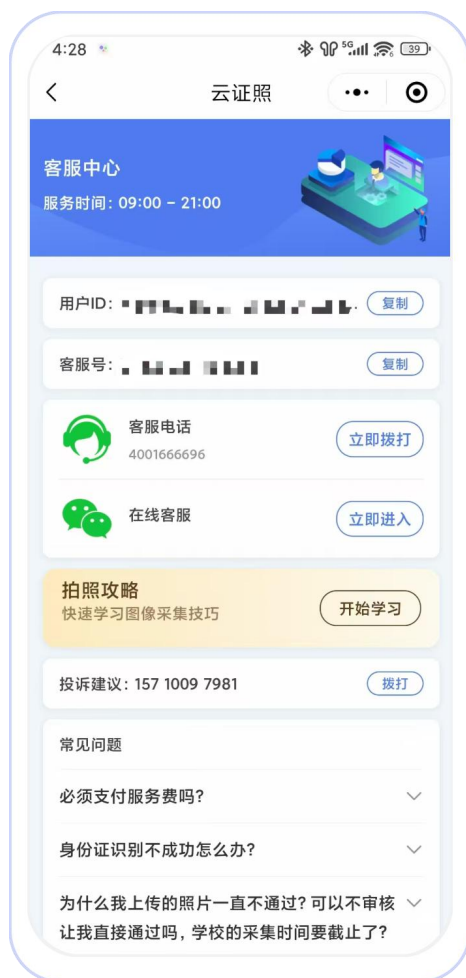 4:28
5G
39
云证照
客服中心
服务时间：09:00 – 21:00
用户ID：
复制
客服号：
复制
客服电话
4001666696
立即拨打
在线客服
立即进入
拍照攻略
快速学习图像采集技巧
开始学习
投诉建议：157 1009 7981
拨打
常见问题
必须支付服务费吗？
身份证识别不成功怎么办？
为什么我上传的照片一直不通过？可以不审核
让我直接通过吗，学校的采集时间要截止了？